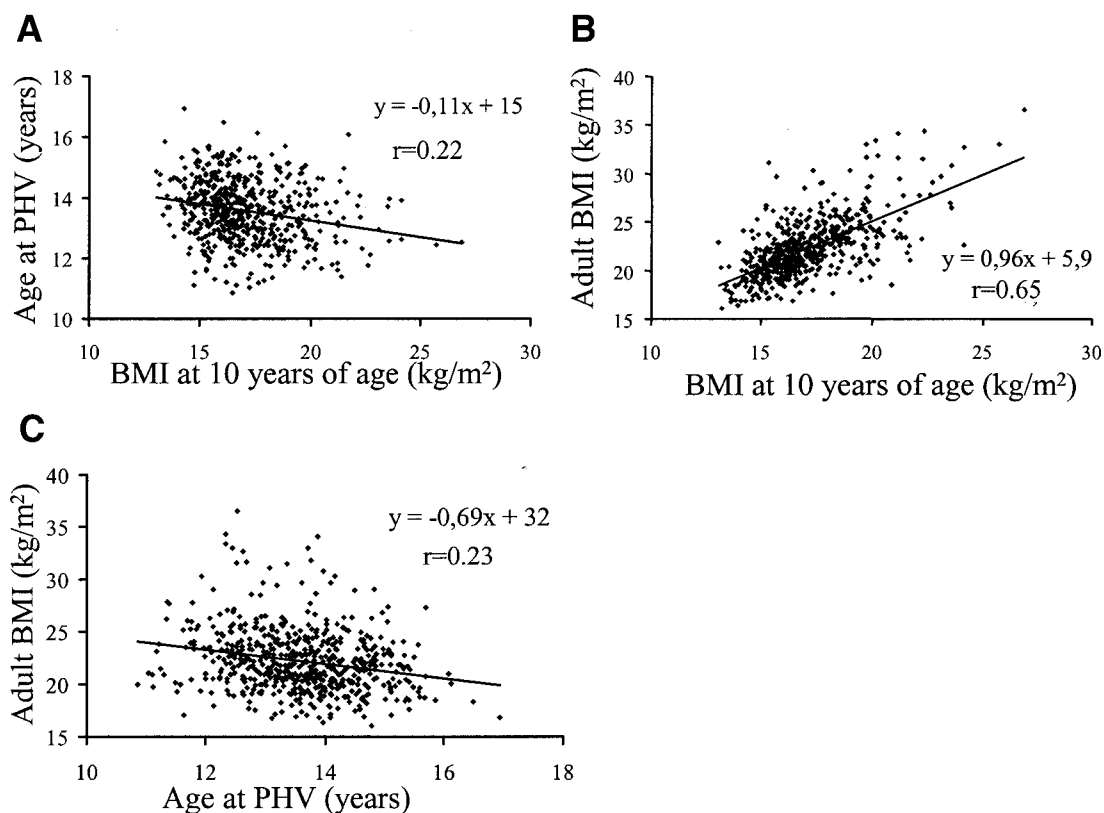 A
Age at PHV (years)
18
16
14
12
10
y = -0,11x + 15
r=0.22
10 15 20 25 30
BMI at 10 years of age (kg/m²)
B
Adult BMI (kg/m²)
40
35
30
25
20
15
y = 0,96x + 5,9
r=0.65
10 15 20 25 30
BMI at 10 years of age (kg/m²)
C
Adult BMI (kg/m²)
40
35
30
25
20
15
y = -0,69x + 32
r=0.23
10 12 14 16 18
Age at PHV (years)